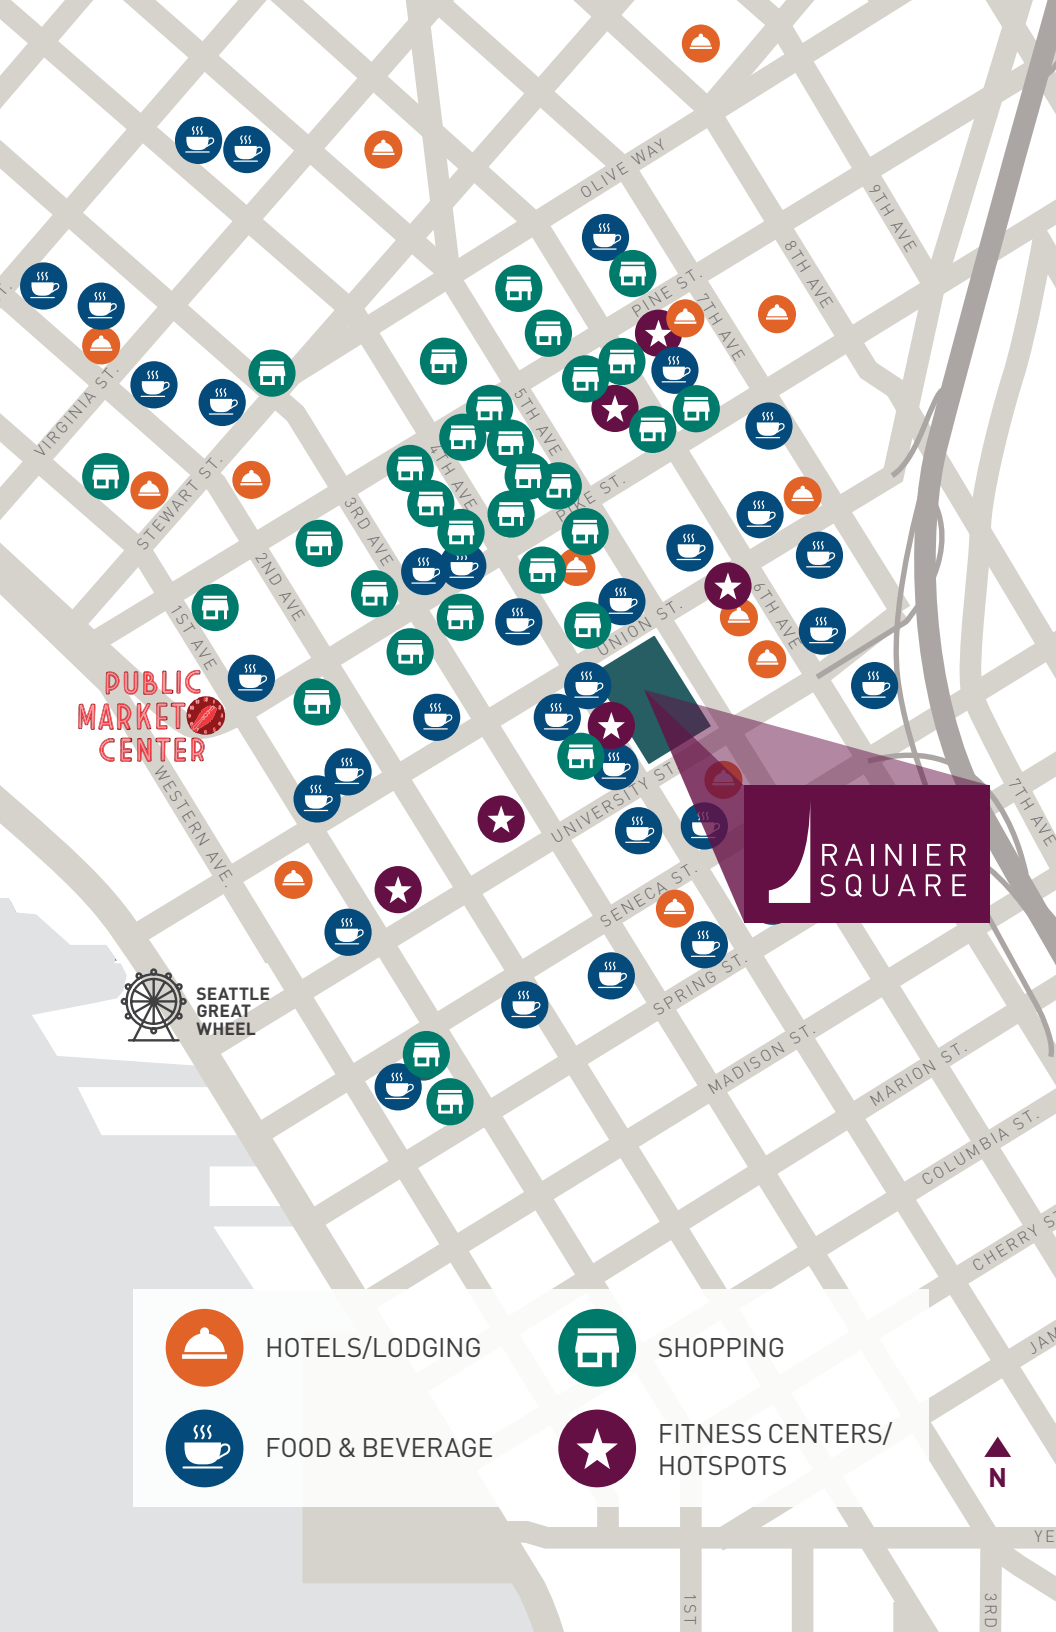 OLIVE WAY
9TH AVE
8TH AVE
PINE ST.
7TH AVE
VIRGINIA ST.
5TH AVE
4TH AVE
STEWART ST.
PIKE ST.
3RD AVE
2ND AVE
6TH AVE
1ST AVE
UNION ST.
PUBLIC
MARKET
CENTER
WESTERN AVE.
UNIVERSITY ST.
7TH AVE
RAINIER
SQUARE
SENECA ST.
SPRING ST.
SEATTLE
GREAT
WHEEL
MADISON ST.
MARION ST.
COLUMBIA ST.
CHERRY ST
JAM
HOTELS/LODGING
SHOPPING
FOOD & BEVERAGE
FITNESS CENTERS/
HOTSPOTS
N
YE
1ST
3RD